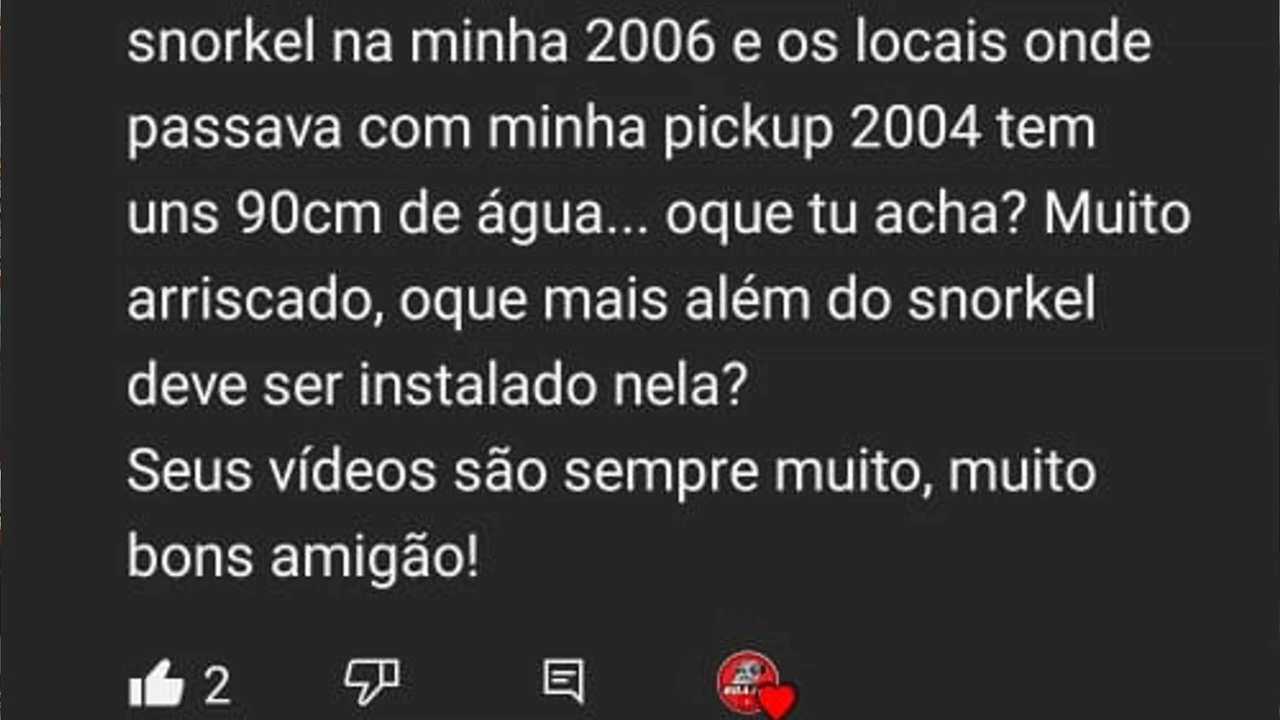 snorkel na minha 2006 e os locais onde
passava com minha pickup 2004 tem
uns 90cm de água... oque tu acha? Muito
arriscado, oque mais além do snorkel
deve ser instalado nela?
Seus vídeos são sempre muito, muito
bons amigão!
2